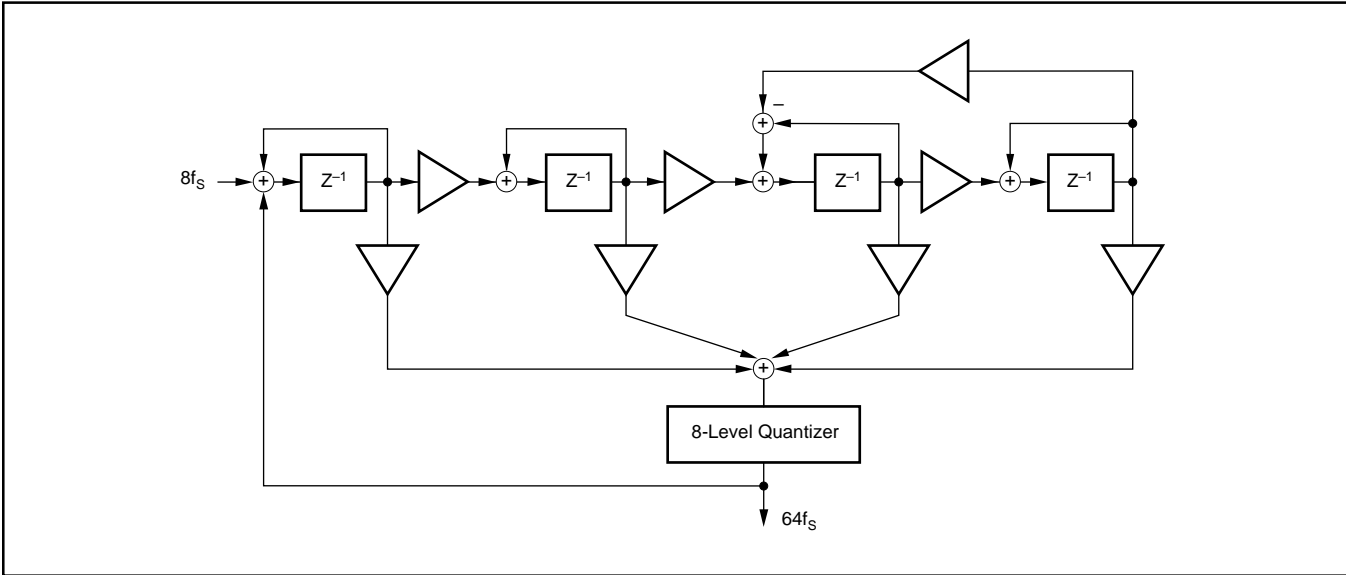 –
+
+
8f_S
+
Z⁻¹
+
Z⁻¹
+
Z⁻¹
+
Z⁻¹
+
8-Level Quantizer
64f_S